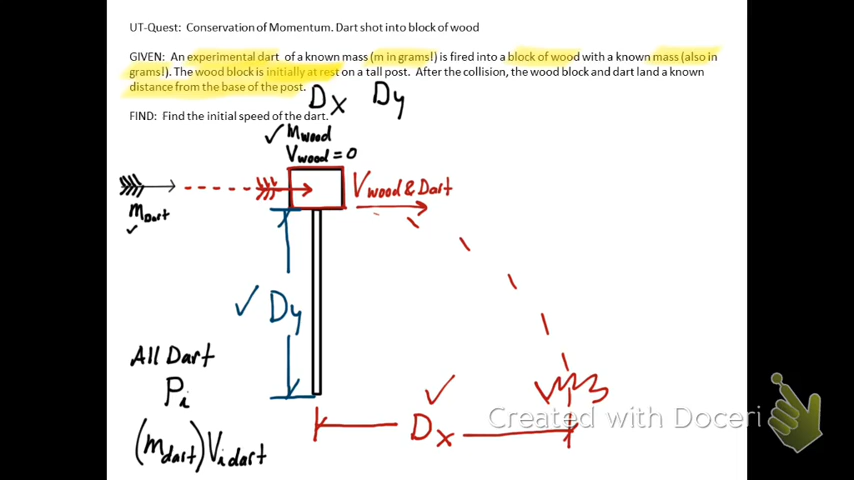 UT-Quest: Conservation of Momentum. Dart shot into block of wood
GIVEN: An experimental dart of a known mass (m in grams!) is fired into a block of wood with a known mass (also in
grams!). The wood block is initially at rest on a tall post. After the collision, the wood block and dart land a known
distance from the base of the post.
Dx Dy
FIND: Find the initial speed of the dart.
✓ Mwood
Vwood = 0
Vwood & Dart
mDart
✓
✓ Dy
All Dart
Pi
(mdart) Vi dart
✓
Dx
Created with Doceri